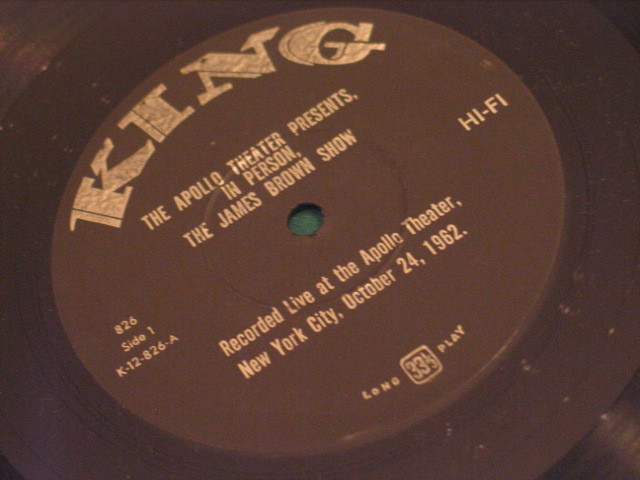 KING
THE APOLLO THEATER PRESENTS,
IN PERSON,
THE JAMES BROWN SHOW
HI-FI
826
Side 1
K-12-826-A
Recorded Live at the Apollo Theater,
New York City, October 24, 1962.
LONG 33⅓ PLAY